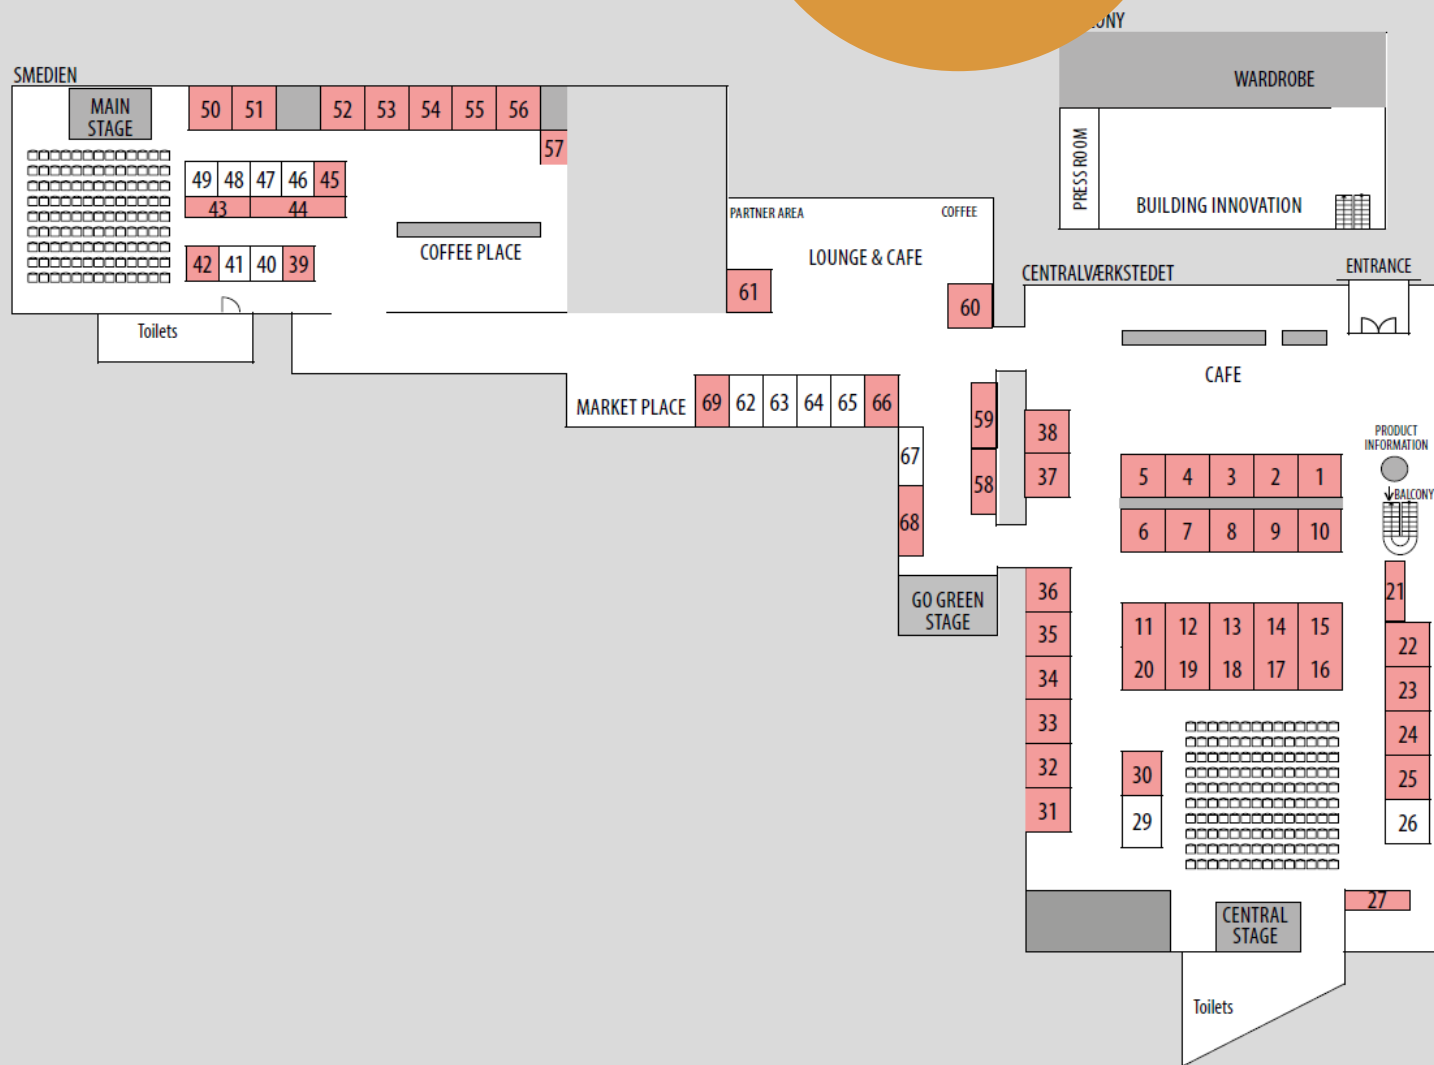 ONY
WARDROBE
PRESS ROOM
BUILDING INNOVATION
SMEDIEN
MAIN
STAGE
50 51 52 53 54 55 56
57
49 48 47 46 45
43 44
42 41 40 39
COFFEE PLACE
Toilets
PARTNER AREA
COFFEE
LOUNGE & CAFE
61
60
MARKET PLACE
69 62 63 64 65 66
67
68
59
58
GO GREEN
STAGE
CENTRALVÆRKSTEDET
ENTRANCE
CAFE
38
37
PRODUCT
INFORMATION
BALCONY
5 4 3 2 1
6 7 8 9 10
11 12 13 14 15
20 19 18 17 16
36
35
34
33
32
31
21
22
23
24
25
26
30
29
27
CENTRAL
STAGE
Toilets